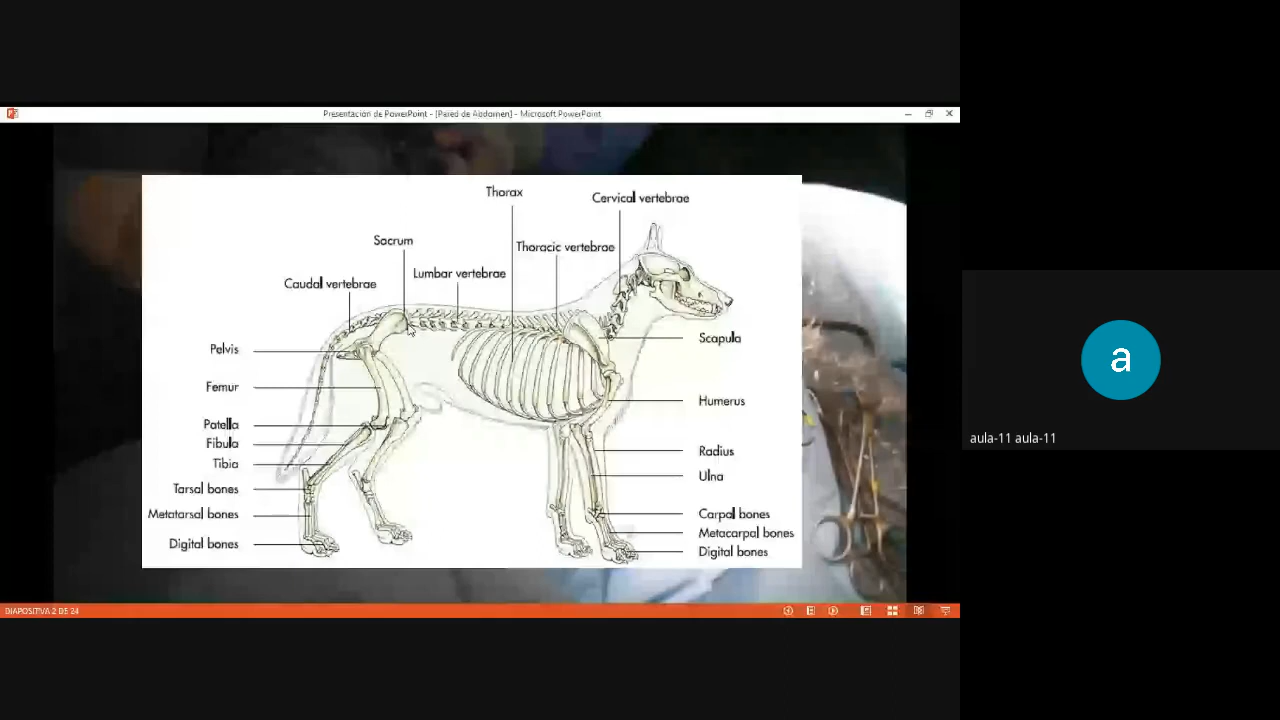 Presentación de PowerPoint - [Pared de Abdomen] - Microsoft PowerPoint
Thorax
Cervical vertebrae
Sacrum
Thoracic vertebrae
Lumbar vertebrae
Caudal vertebrae
Scapula
Pelvis
Femur
Humerus
Patella
Fibula
Radius
Tibia
Ulna
Tarsal bones
Metatarsal bones
Carpal bones
Metacarpal bones
Digital bones
Digital bones
a
aula-11 aula-11
DIAPOSITIVA 2 DE 24